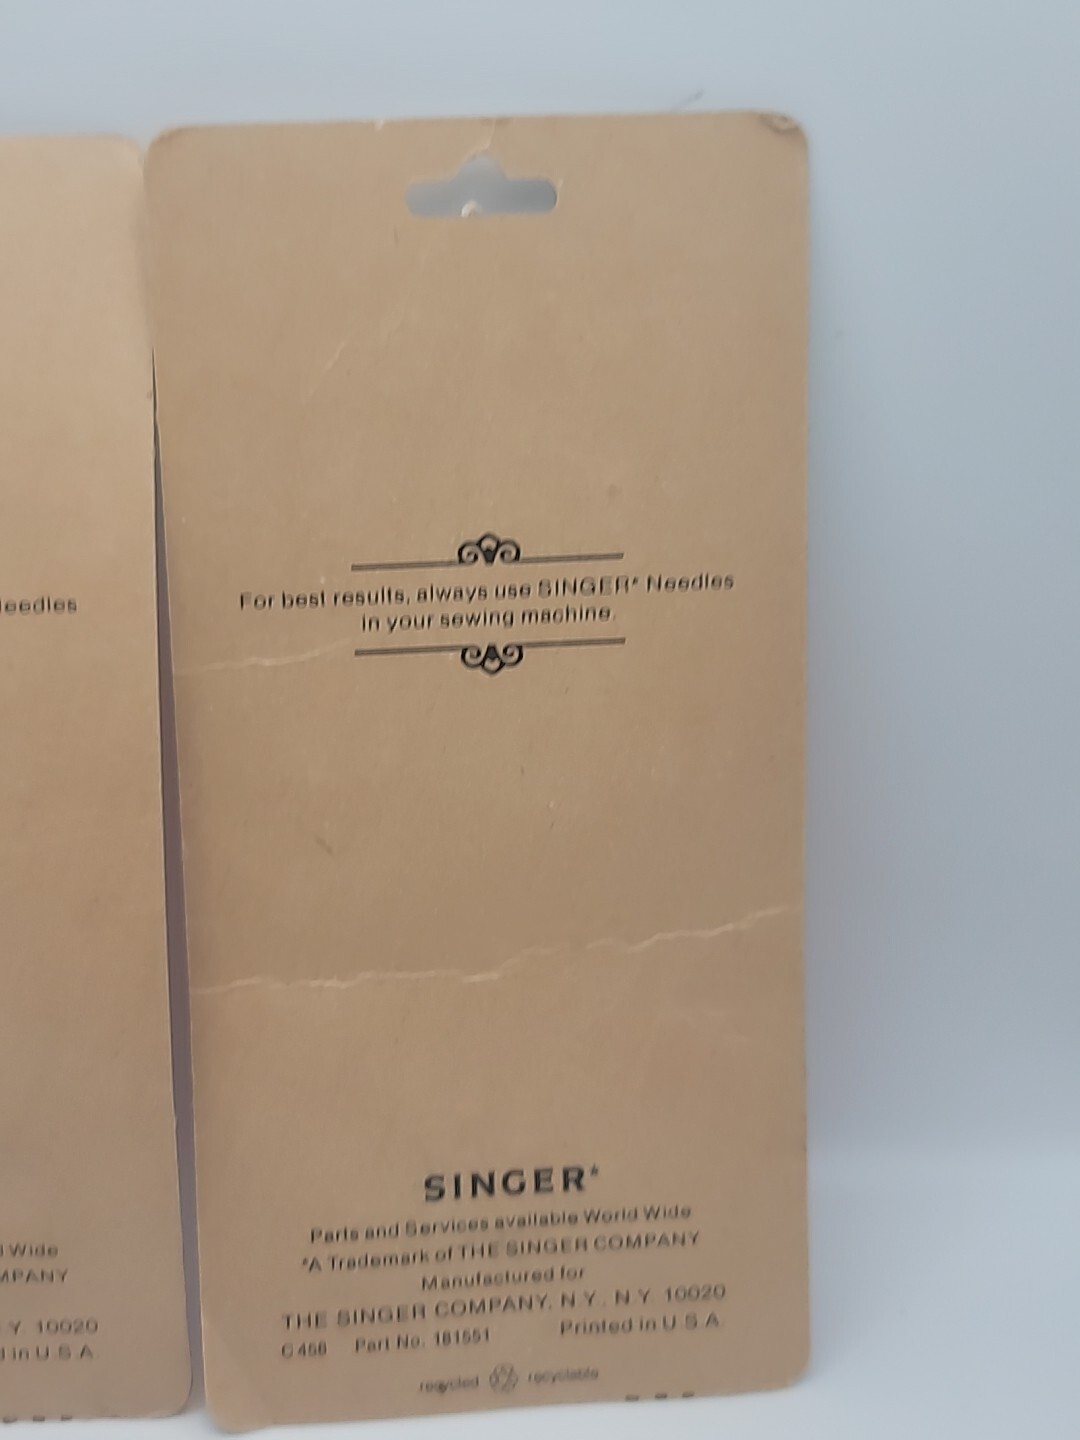 For best results, always use SINGER* Needles
in your sewing machine.
SINGER*
Parts and Services available World Wide
*A Trademark of THE SINGER COMPANY
Manufactured for
THE SINGER COMPANY, N.Y., N.Y. 10020
C456 Part No. 181551 Printed in U.S.A.
recycled recyclable
Needles
Wide
MPANY
Y. 10020
in U.S.A.